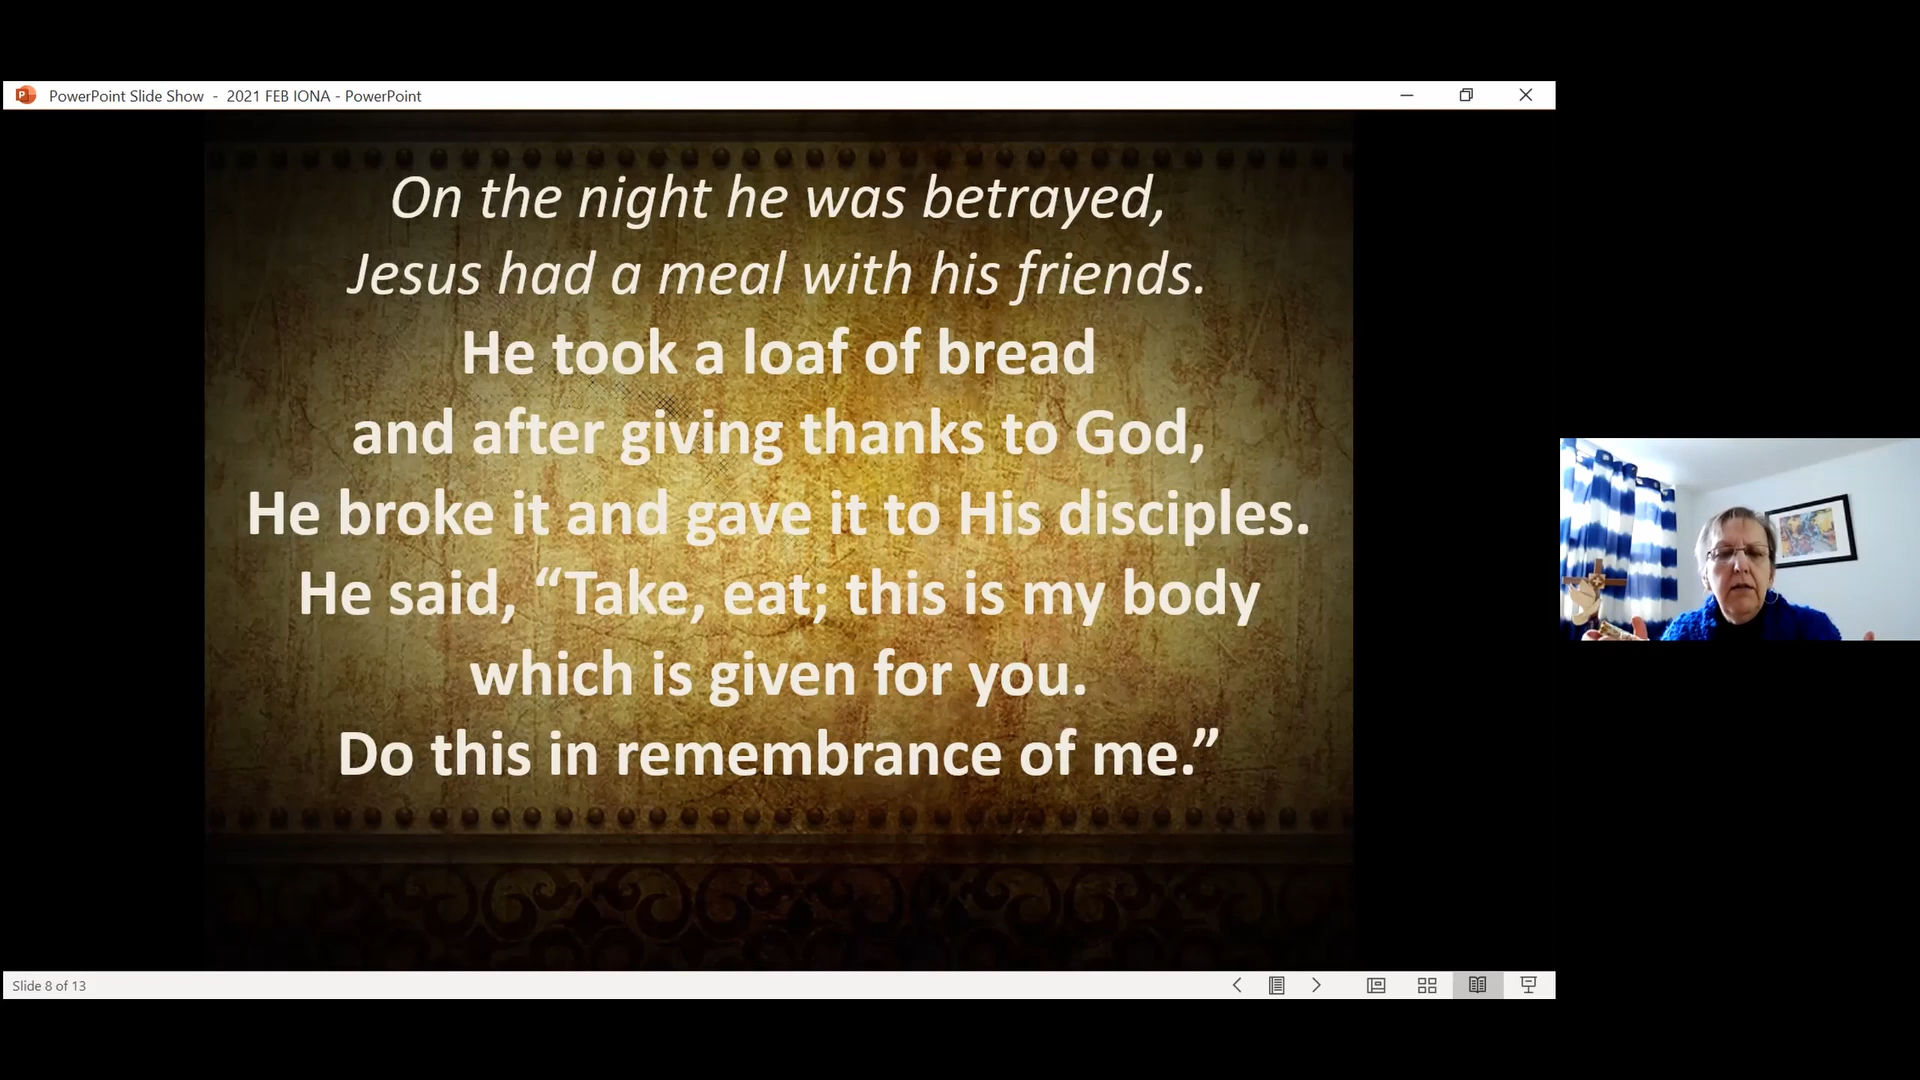 PowerPoint Slide Show - 2021 FEB IONA - PowerPoint
On the night he was betrayed,
Jesus had a meal with his friends.
He took a loaf of bread
and after giving thanks to God,
He broke it and gave it to His disciples.
He said, “Take, eat; this is my body
which is given for you.
Do this in remembrance of me.”
Slide 8 of 13